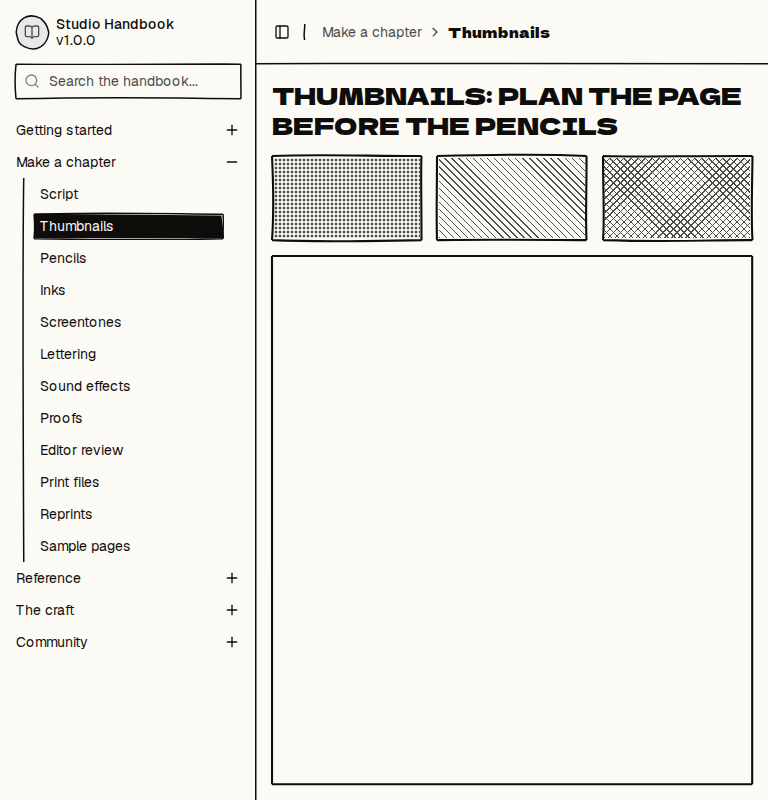 Studio Handbook
v1.0.0
Search the handbook...
Getting started
Make a chapter
Script
Thumbnails
Pencils
Inks
Screentones
Lettering
Sound effects
Proofs
Editor review
Print files
Reprints
Sample pages
Reference
The craft
Community
Make a chapter > Thumbnails
THUMBNAILS: PLAN THE PAGE
BEFORE THE PENCILS